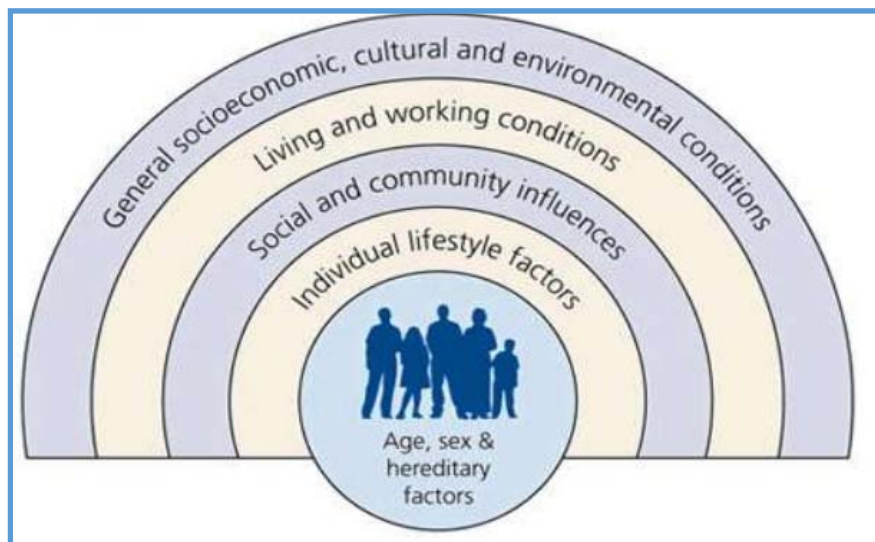 General socioeconomic, cultural and environmental conditions
Living and working conditions
Social and community influences
Individual lifestyle factors
Age, sex &
hereditary
factors